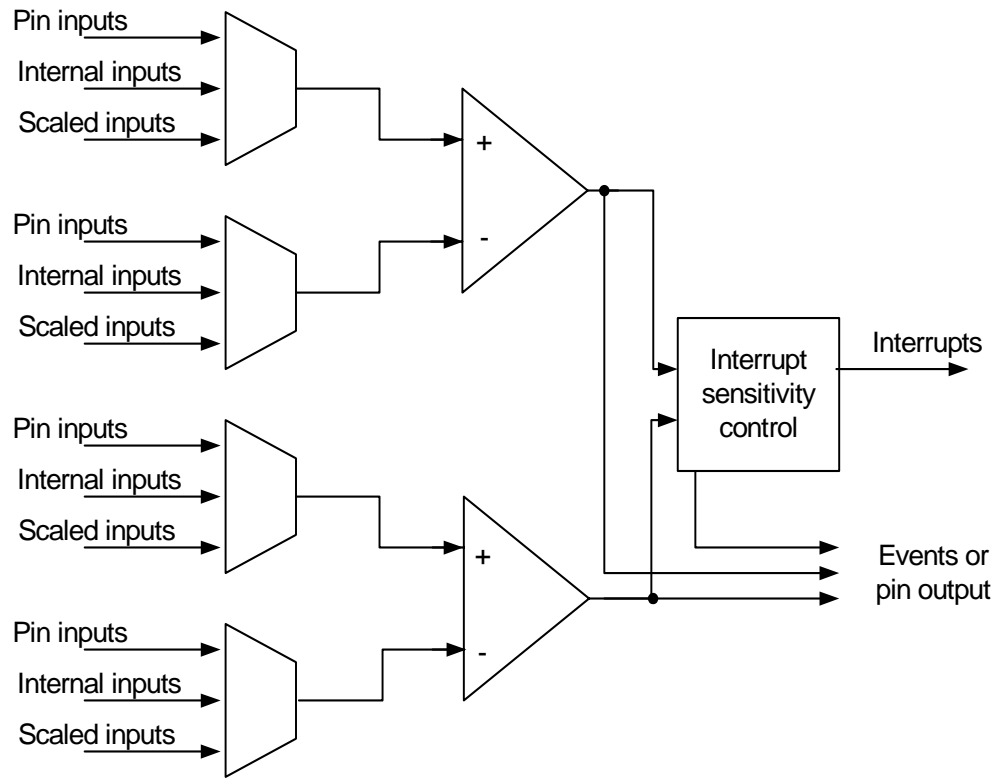 Pin inputs
Internal inputs
Scaled inputs
+
-
Pin inputs
Internal inputs
Scaled inputs
Interrupt
sensitivity
control
Interrupts
Pin inputs
Internal inputs
Scaled inputs
+
-
Events or
pin output
Pin inputs
Internal inputs
Scaled inputs